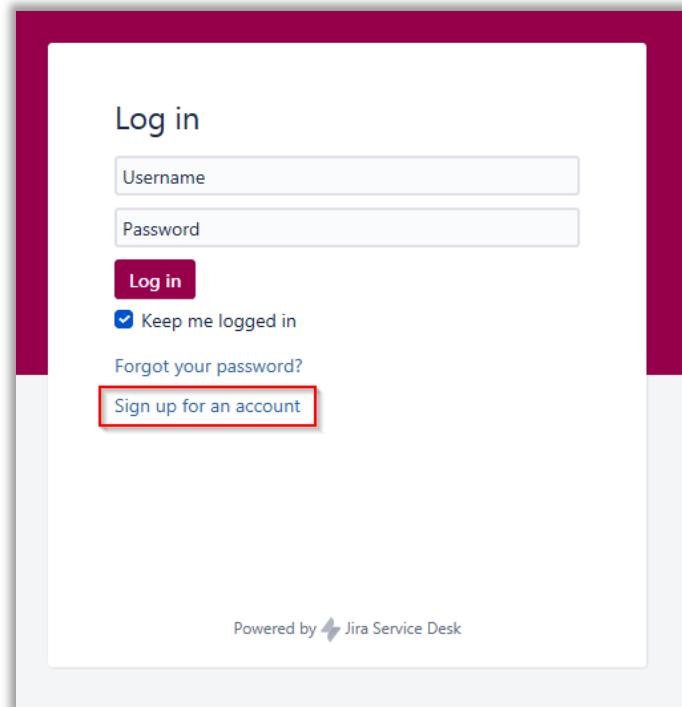 Log in
Username
Password
Log in
Keep me logged in
Forgot your password?
Sign up for an account
Powered by Jira Service Desk